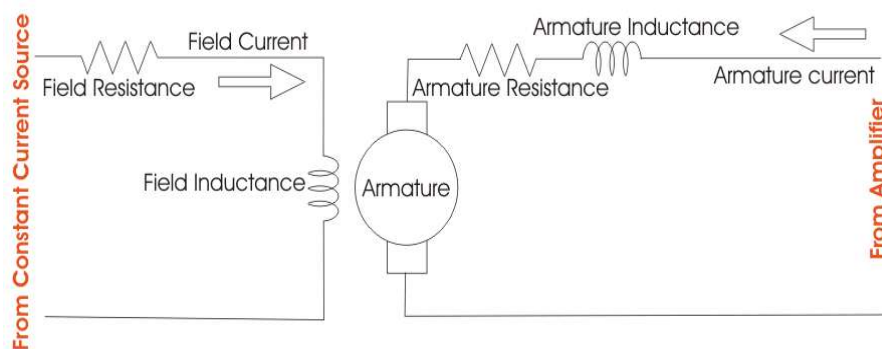 From Constant Current Source
Field Current
Field Resistance
Field Inductance
Armature Inductance
Armature Resistance
Armature current
Armature
From Amplifier